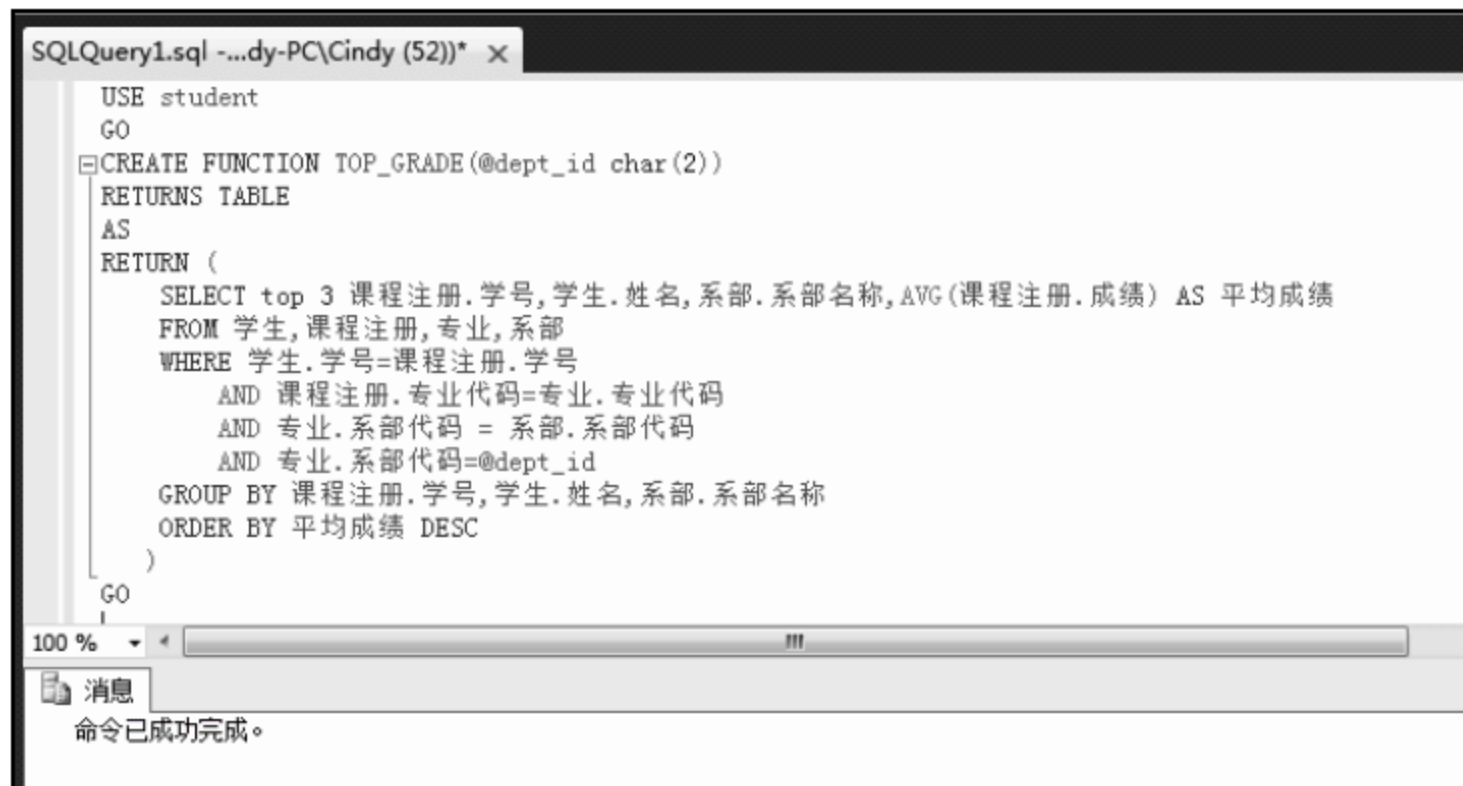 SQLQuery1.sql -...dy-PC\Cindy (52))*
USE student
GO
CREATE FUNCTION TOP_GRADE(@dept_id char(2))
RETURNS TABLE
AS
RETURN (
SELECT top 3 课程注册.学号,学生.姓名,系部.系部名称,AVG(课程注册.成绩) AS 平均成绩
FROM 学生,课程注册,专业,系部
WHERE 学生.学号=课程注册.学号
AND 课程注册.专业代码=专业.专业代码
AND 专业.系部代码 = 系部.系部代码
AND 专业.系部代码=@dept_id
GROUP BY 课程注册.学号,学生.姓名,系部.系部名称
ORDER BY 平均成绩 DESC
)
GO
100 %
消息
命令已成功完成。